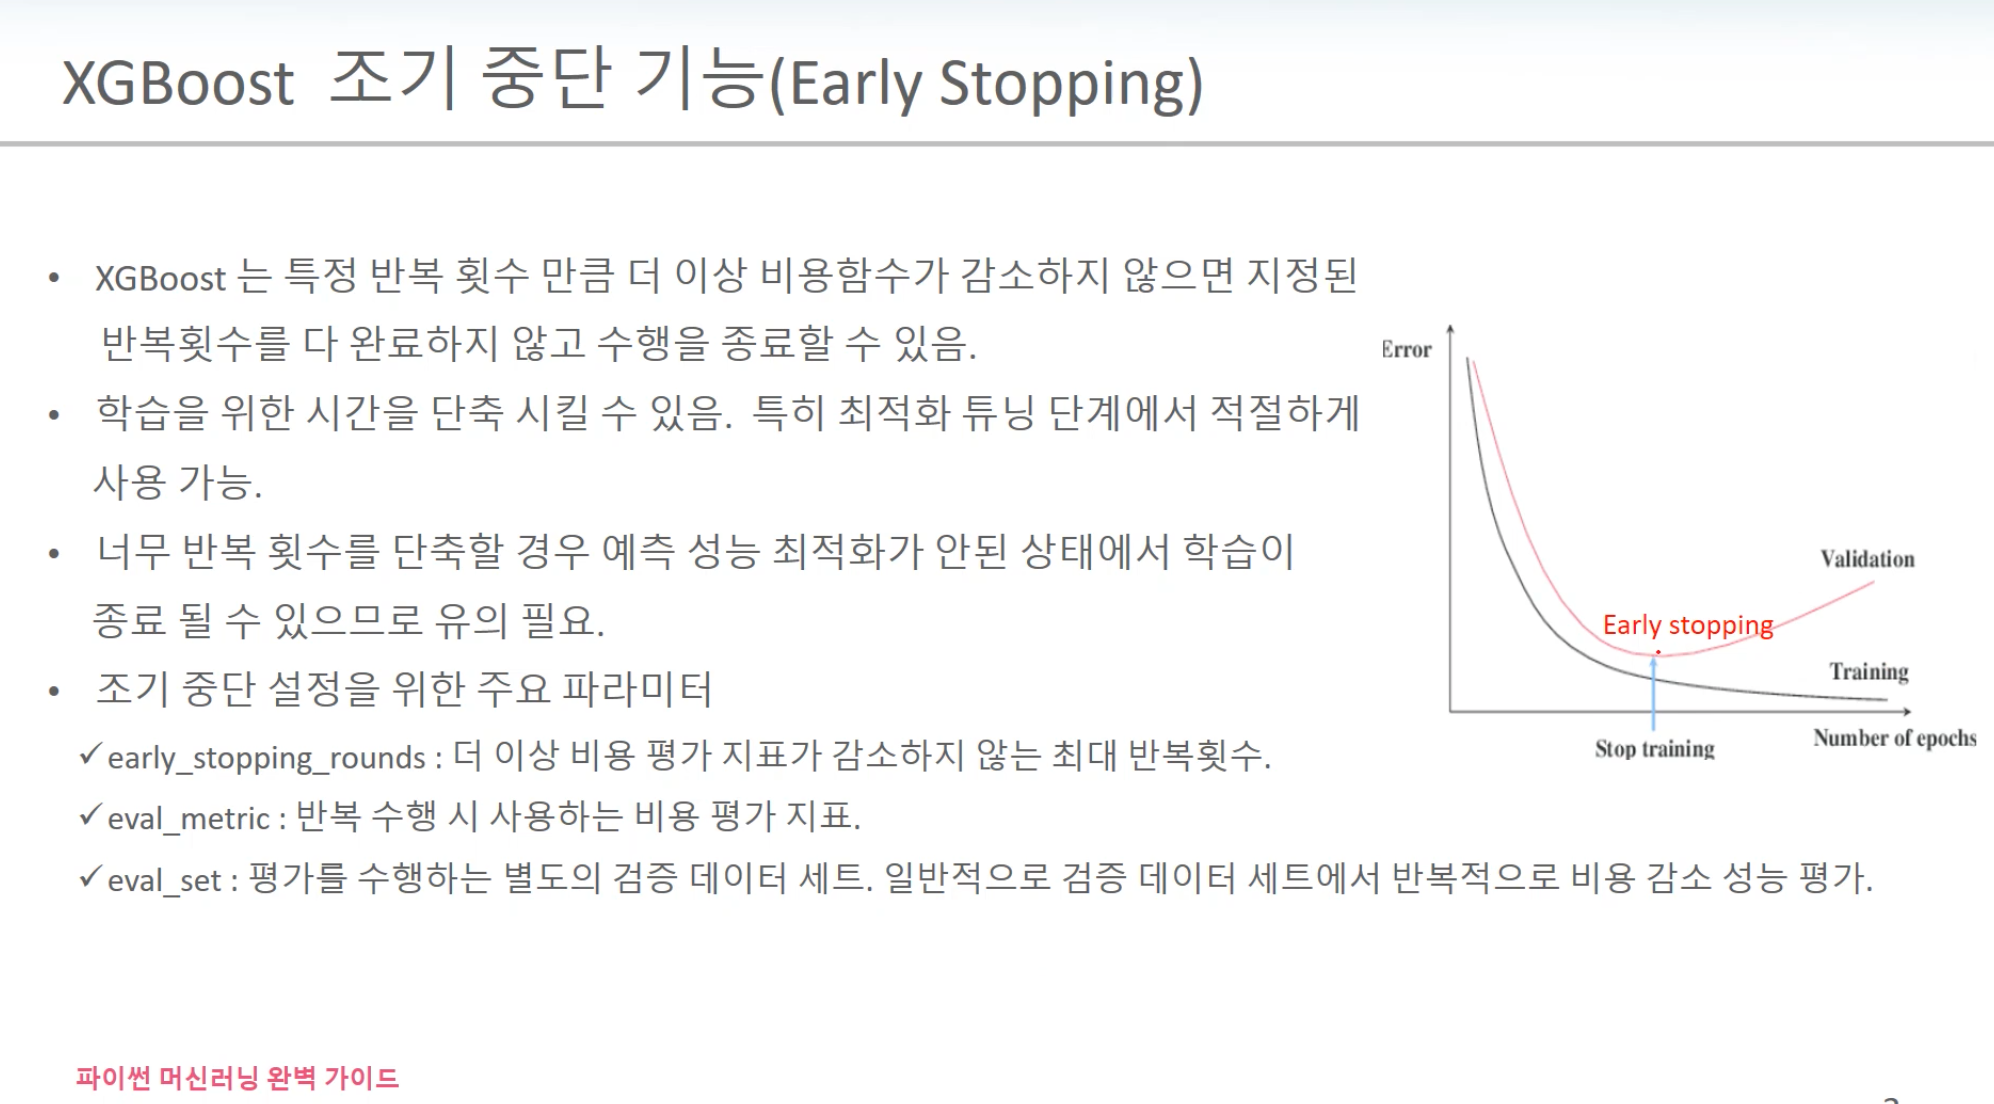 XGBoost 조기 중단 기능(Early Stopping)
• XGBoost 는 특정 반복 횟수 만큼 더 이상 비용함수가 감소하지 않으면 지정된
반복횟수를 다 완료하지 않고 수행을 종료할 수 있음.
• 학습을 위한 시간을 단축 시킬 수 있음. 특히 최적화 튜닝 단계에서 적절하게
사용 가능.
• 너무 반복 횟수를 단축할 경우 예측 성능 최적화가 안된 상태에서 학습이
종료 될 수 있으므로 유의 필요.
• 조기 중단 설정을 위한 주요 파라미터
✓ early_stopping_rounds : 더 이상 비용 평가 지표가 감소하지 않는 최대 반복횟수.
✓ eval_metric : 반복 수행 시 사용하는 비용 평가 지표.
✓ eval_set : 평가를 수행하는 별도의 검증 데이터 세트. 일반적으로 검증 데이터 세트에서 반복적으로 비용 감소 성능 평가.
Error
Validation
Early stopping
Training
Number of epochs
Stop training
파이썬 머신러닝 완벽 가이드